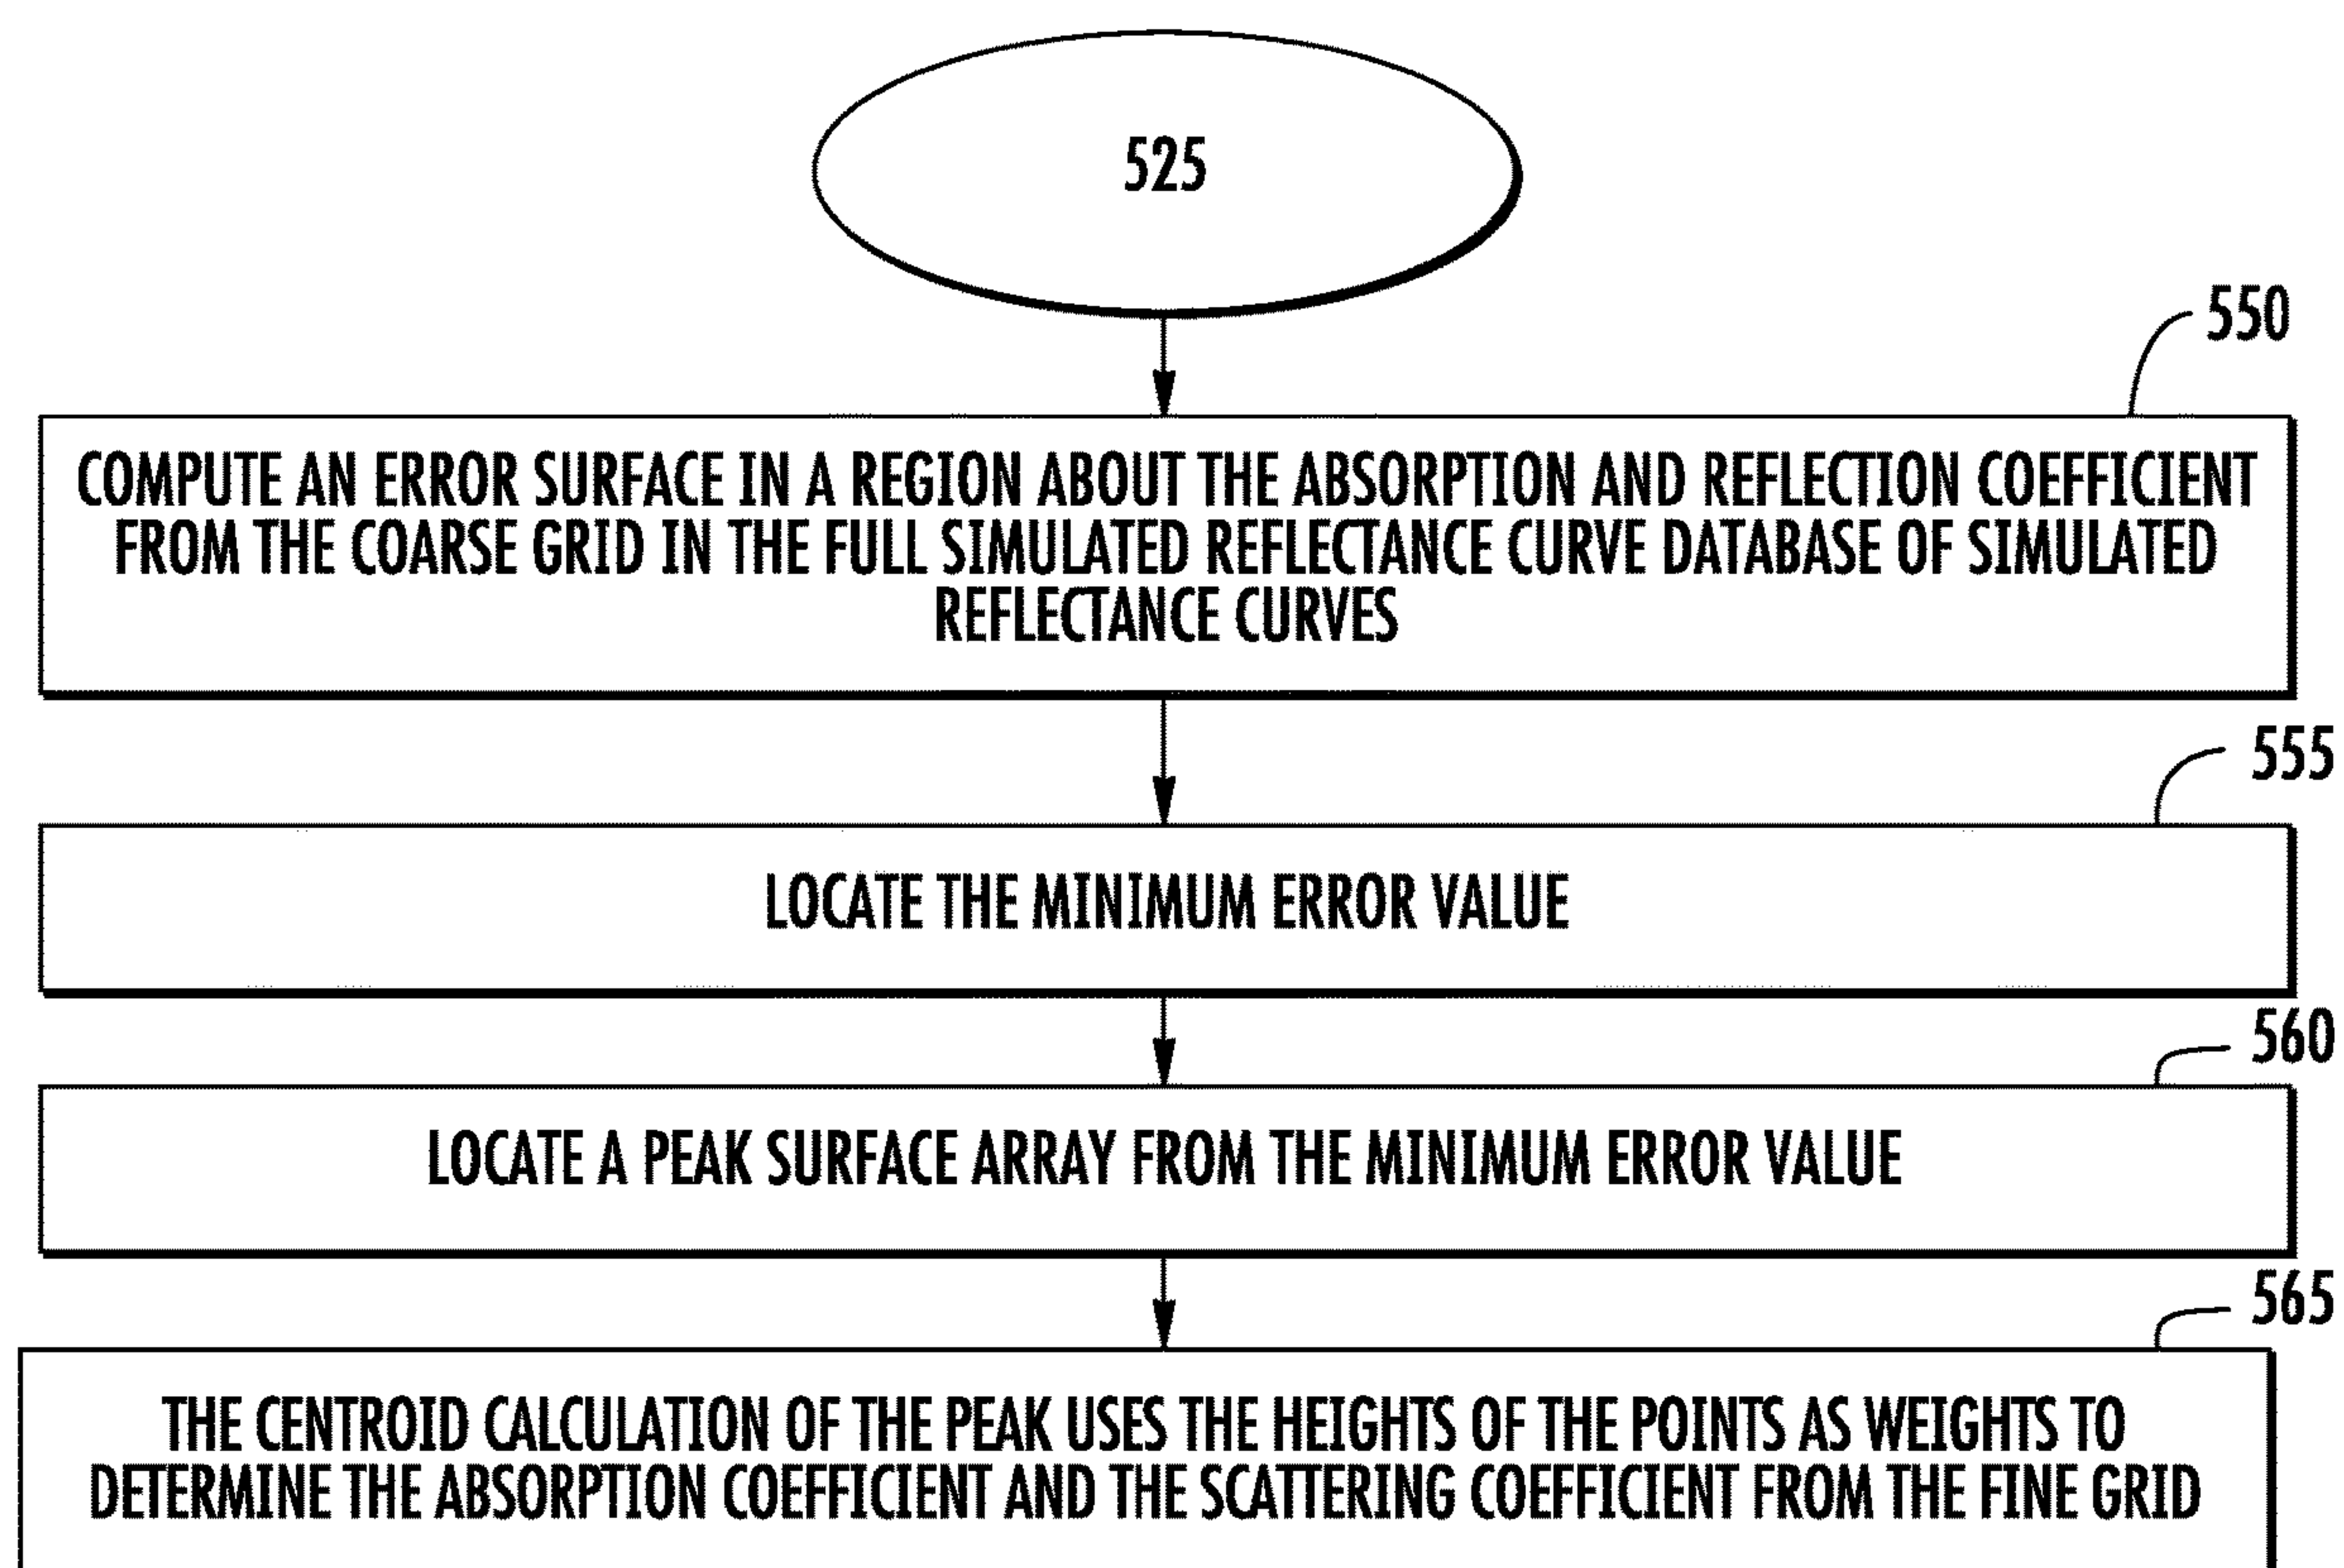 525
550
COMPUTE AN ERROR SURFACE IN A REGION ABOUT THE ABSORPTION AND REFLECTION COEFFICIENT
FROM THE COARSE GRID IN THE FULL SIMULATED REFLECTANCE CURVE DATABASE OF SIMULATED
REFLECTANCE CURVES
555
LOCATE THE MINIMUM ERROR VALUE
560
LOCATE A PEAK SURFACE ARRAY FROM THE MINIMUM ERROR VALUE
565
THE CENTROID CALCULATION OF THE PEAK USES THE HEIGHTS OF THE POINTS AS WEIGHTS TO
DETERMINE THE ABSORPTION COEFFICIENT AND THE SCATTERING COEFFICIENT FROM THE FINE GRID